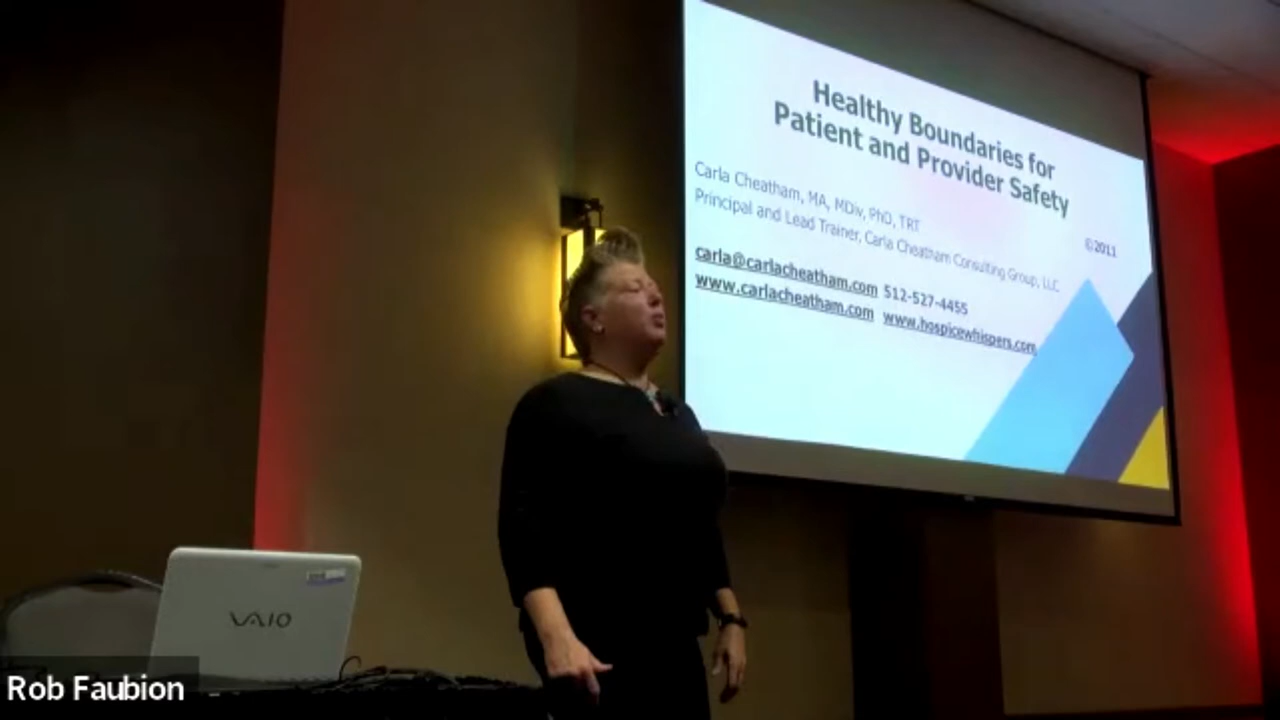 Healthy Boundaries for
Patient and Provider Safety
Carla Cheatham, MA, MDiv, PhD, TRT
Principal and Lead Trainer, Carla Cheatham Consulting Group, LLC
©2011
carla@carlacheatham.com 512-527-4455
www.carlacheatham.com www.hospicewhispers.com
VAIO
Rob Faubion